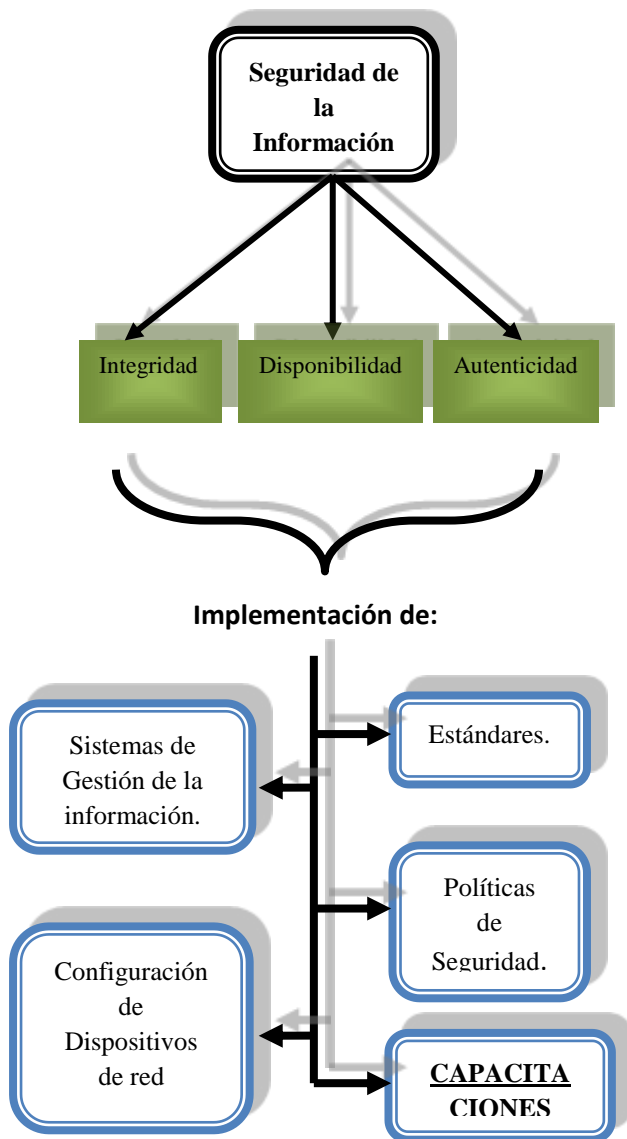 Seguridad de
la
Información
Integridad
Disponibilidad
Autenticidad
Implementación de:
Sistemas de
Gestión de la
información.
Estándares.
Políticas
de
Seguridad.
Configuración
de
Dispositivos
de red
CAPACITA
CIONES